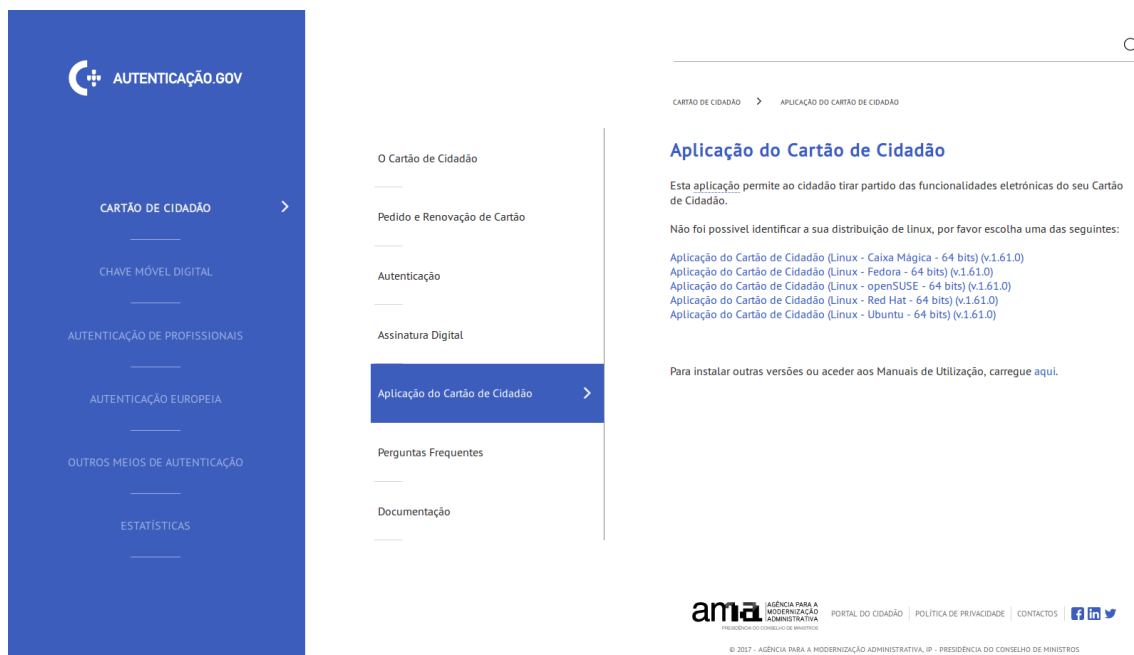 AUTENTICAÇÃO.GOV
CARTÃO DE CIDADÃO
CHAVE MÓVEL DIGITAL
AUTENTICAÇÃO DE PROFISSIONAIS
AUTENTICAÇÃO EUROPEIA
OUTROS MEIOS DE AUTENTICAÇÃO
ESTATÍSTICAS
O Cartão de Cidadão
Pedido e Renovação de Cartão
Autenticação
Assinatura Digital
Aplicação do Cartão de Cidadão
Perguntas Frequentes
Documentação
CARTÃO DE CIDADÃO > APLICAÇÃO DO CARTÃO DE CIDADÃO
Aplicação do Cartão de Cidadão
Esta aplicação permite ao cidadão tirar partido das funcionalidades eletrónicas do seu Cartão
de Cidadão.
Não foi possivel identificar a sua distribuição de linux, por favor escolha uma das seguintes:
Aplicação do Cartão de Cidadão (Linux - Caixa Mágica - 64 bits) (v.1.61.0)
Aplicação do Cartão de Cidadão (Linux - Fedora - 64 bits) (v.1.61.0)
Aplicação do Cartão de Cidadão (Linux - openSUSE - 64 bits) (v.1.61.0)
Aplicação do Cartão de Cidadão (Linux - Red Hat - 64 bits) (v.1.61.0)
Aplicação do Cartão de Cidadão (Linux - Ubuntu - 64 bits) (v.1.61.0)
Para instalar outras versões ou aceder aos Manuais de Utilização, carregue aqui.
ama
AGÊNCIA PARA A
MODERNIZAÇÃO
ADMINISTRATIVA
PRESIDÊNCIA DO CONSELHO DE MINISTROS
PORTAL DO CIDADÃO | POLÍTICA DE PRIVACIDADE | CONTACTOS
© 2017 - AGÊNCIA PARA A MODERNIZAÇÃO ADMINISTRATIVA, IP - PRESIDÊNCIA DO CONSELHO DE MINISTROS